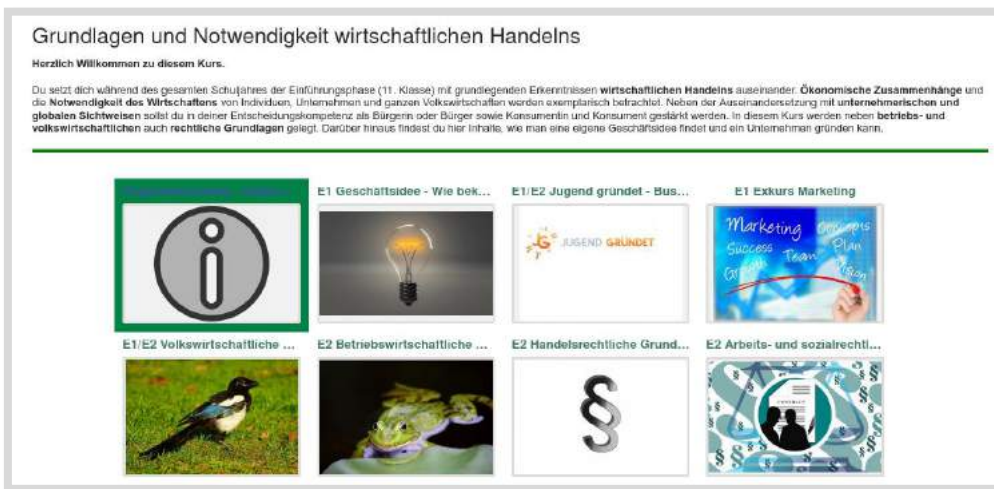 Grundlagen und Notwendigkeit wirtschaftlichen Handelns
Herzlich Willkommen zu diesem Kurs.
Du setzt dich während des gesamten Schuljahres der Einführungsphase (11. Klasse) mit grundlegenden Erkenntnissen wirtschaftlichen Handelns auseinander. Ökonomische Zusammenhänge und
die Notwendigkeit des Wirtschaftens von Individuen, Unternehmen und ganzen Volkswirtschaften werden exemplarisch betrachtet. Neben der Auseinandersetzung mit unternehmerischen und
globalen Sichtweisen sollst du in deiner Entscheidungskompetenz als Bürgerin oder Bürger sowie Konsumentin und Konsument gestärkt werden. In diesem Kurs werden neben betriebs- und
volkswirtschaftlichen auch rechtliche Grundlagen gelegt. Darüber hinaus findest du hier Inhalte, wie man eine eigene Geschäftsidee findet und ein Unternehmen gründen kann.
E1 Geschäftsidee - Wie bek... E1/E2 Jugend gründet - Bus... E1 Exkurs Marketing
JUGEND GRÜNDET
Marketing Concepts
Success Team Plan
Growth Vision
E1/E2 Volkswirtschaftliche ... E2 Betriebswirtschaftliche ... E2 Handelsrechtliche Grund... E2 Arbeits- und sozialrechtl...
§